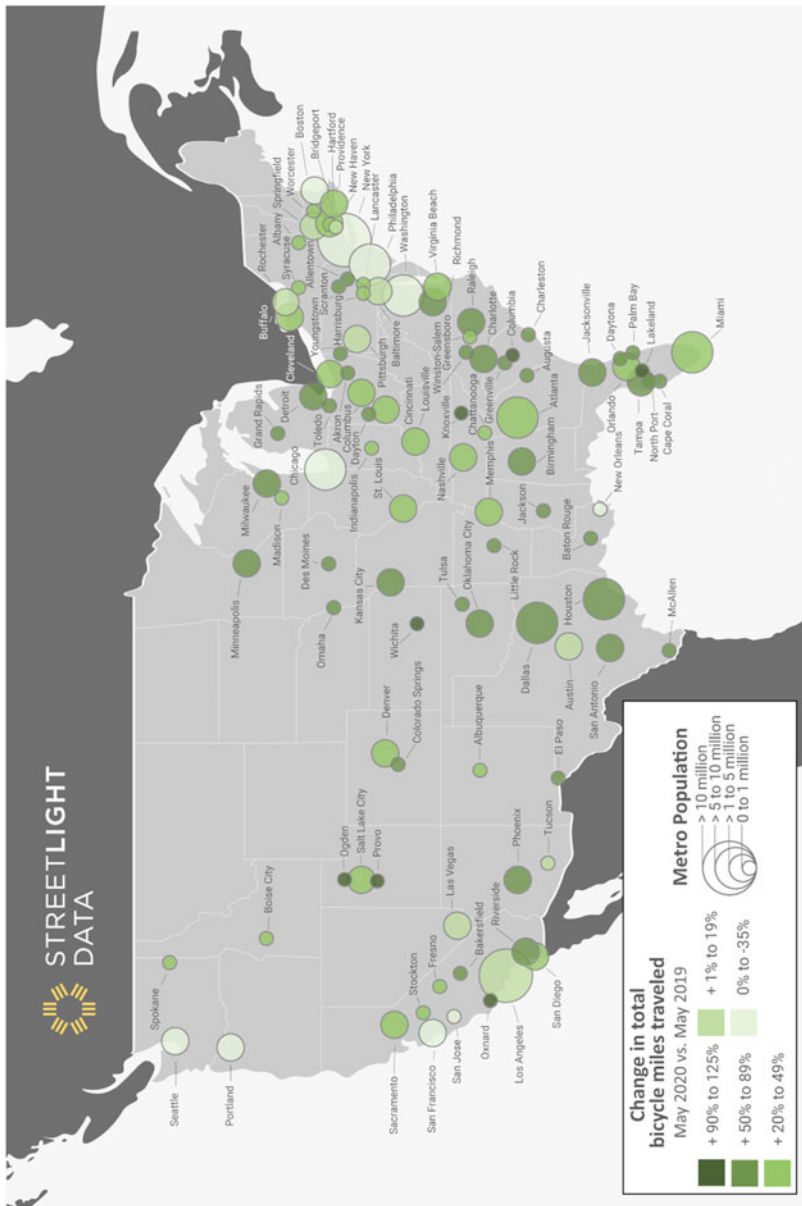 STREETLIGHT
DATA
Seattle
Spokane
Portland
Boise City
Ogden
Salt Lake City
Provo
Sacramento
San Francisco
San Jose
Stockton
Fresno
Oxnard
Bakersfield
Los Angeles
Riverside
San Diego
Las Vegas
Phoenix
Tucson
Denver
Colorado Springs
Albuquerque
El Paso
Minneapolis
Omaha
Des Moines
Kansas City
Wichita
Tulsa
Oklahoma City
Little Rock
Dallas
Austin
San Antonio
Houston
McAllen
Milwaukee
Madison
Chicago
Grand Rapids
Detroit
Toledo
Indianapolis
St. Louis
Dayton
Columbus
Akron
Cincinnati
Louisville
Cleveland
Youngstown
Pittsburgh
Buffalo
Rochester
Syracuse
Albany
Springfield
Worcester
Boston
Bridgeport
Hartford
Providence
New Haven
New York
Lancaster
Philadelphia
Washington
Allentown
Scranton
Harrisburg
Baltimore
Virginia Beach
Richmond
Raleigh
Winston-Salem
Greensboro
Charlotte
Columbia
Charleston
Greenville
Augusta
Knoxville
Chattanooga
Atlanta
Nashville
Memphis
Birmingham
Jackson
Baton Rouge
New Orleans
Jacksonville
Daytona
Palm Bay
Lakeland
Orlando
Tampa
North Port
Cape Coral
Miami
Change in total
bicycle miles traveled
May 2020 vs. May 2019
+ 90% to 125%
+ 50% to 89%
+ 20% to 49%
+ 1% to 19%
0% to -35%
Metro Population
> 10 million
> 5 to 10 million
> 1 to 5 million
0 to 1 million